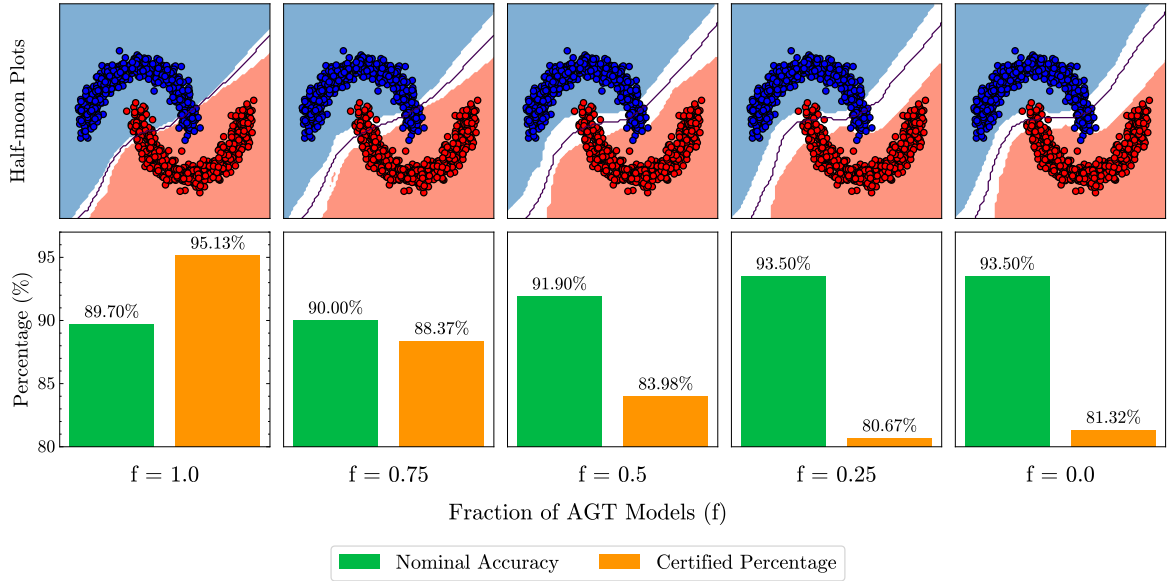 Half-moon Plots
Percentage (%)
95
90
85
80
89.70%
95.13%
90.00%
88.37%
91.90%
83.98%
93.50%
80.67%
93.50%
81.32%
f = 1.0
f = 0.75
f = 0.5
f = 0.25
f = 0.0
Fraction of AGT Models (f)
Nominal Accuracy
Certified Percentage